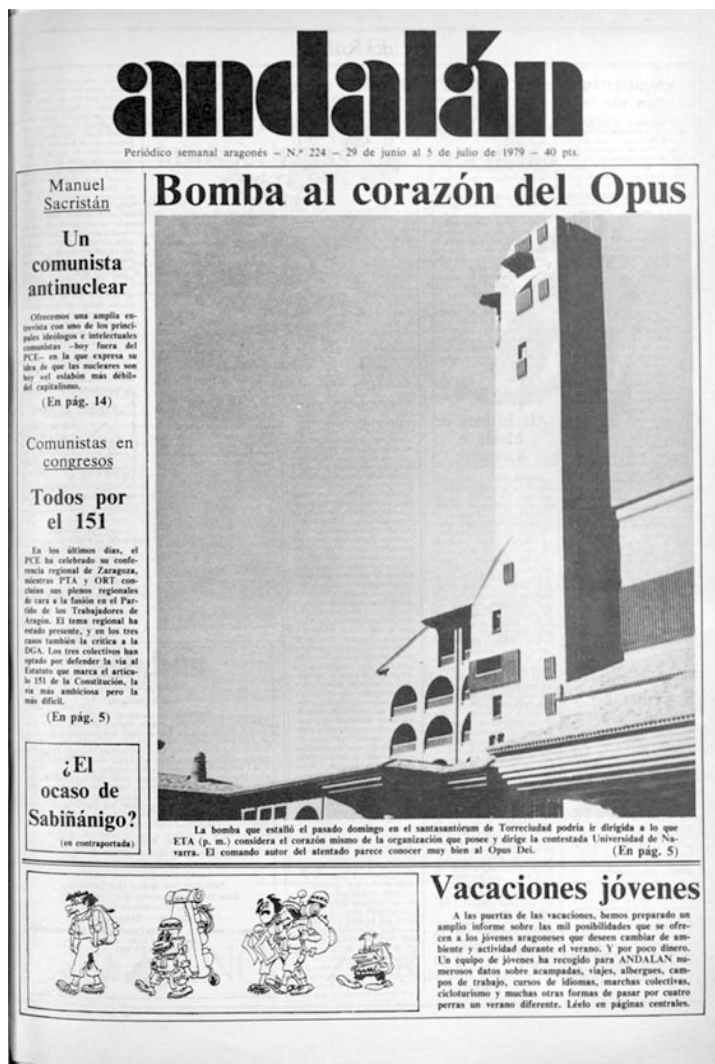 andalán
Periódico semanal aragonés – N.º 224 – 29 de junio al 5 de julio de 1979 – 40 pts.
Manuel
Sacristán
Un
comunista
antinuclear
Ofrecemos una amplia en-
trevista con uno de los princi-
pales ideólogos e intelectuales
comunistas –hoy fuera del
PCE– en la que expresa su
idea de que las nucleares son
hoy «el eslabón más débil»
del capitalismo.
(En pág. 14)
Comunistas en
congresos
Todos por
el 151
En los últimos días, el
PCE ha celebrado su confe-
rencia regional de Zaragoza,
mientras PTA y ORT con-
cluían sus plenos regionales
de cara a la fusión en el Par-
tido de los Trabajadores de
Aragón. El tema regional ha
estado presente, y en los tres
casos también la crítica a la
DGA. Los tres colectivos han
optado por defender la vía al
Estatuto que marca el artícu-
lo 151 de la Constitución, la
vía más ambiciosa pero la
más difícil.
(En pág. 5)
¿El
ocaso de
Sabiñánigo?
(en contraportada)
Bomba al corazón del Opus
La bomba que estalló el pasado domingo en el santasantórum de Torreciudad podría ir dirigida a lo que
ETA (p. m.) considera el corazón mismo de la organización que posee y dirige la contestada Universidad de Na-
varra. El comando autor del atentado parece conocer muy bien al Opus Dei. (En pág. 5)
Vacaciones jóvenes
A las puertas de las vacaciones, hemos preparado un
amplio informe sobre las mil posibilidades que se ofre-
cen a los jóvenes aragoneses que deseen cambiar de am-
biente y actividad durante el verano. Y por poco dinero.
Un equipo de jóvenes ha recogido para ANDALAN nu-
merosos datos sobre acampadas, viajes, albergues, cam-
pos de trabajo, cursos de idiomas, marchas colectivas,
cicloturismo y muchas otras formas de pasar por cuatro
perras un verano diferente. Léelo en páginas centrales.